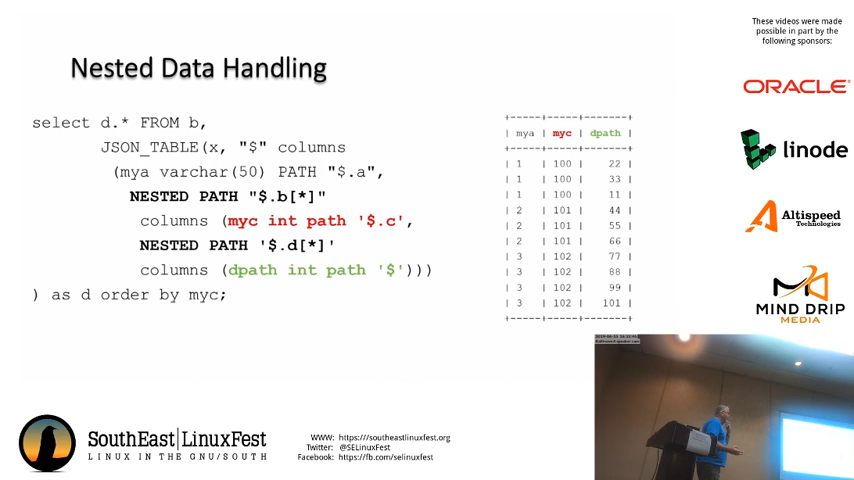 These videos were made
possible in part by the
following sponsors:
Nested Data Handling
ORACLE
linode
Altispeed
Technologies
MIND DRIP
MEDIA
select d.* FROM b,
JSON_TABLE(x, "$" columns
(mya varchar(50) PATH "$.a",
NESTED PATH "$.b[*]"
columns (myc int path '$.c',
NESTED PATH '$.d[*]'
columns (dpath int path '$')))
) as d order by myc;
+-----+-----+-------+
| mya | myc | dpath |
+-----+-----+-------+
| 1 | 100 | 22 |
| 1 | 100 | 33 |
| 1 | 100 | 11 |
| 2 | 101 | 44 |
| 2 | 101 | 55 |
| 2 | 101 | 66 |
| 3 | 102 | 77 |
| 3 | 102 | 88 |
| 3 | 102 | 99 |
| 3 | 102 | 101 |
+-----+-----+-------+
SouthEast|LinuxFest
LINUX IN THE GNU/SOUTH
WWW: https:///southeastlinuxfest.org
Twitter: @SELinuxFest
Facebook: https://fb.com/selinuxfest